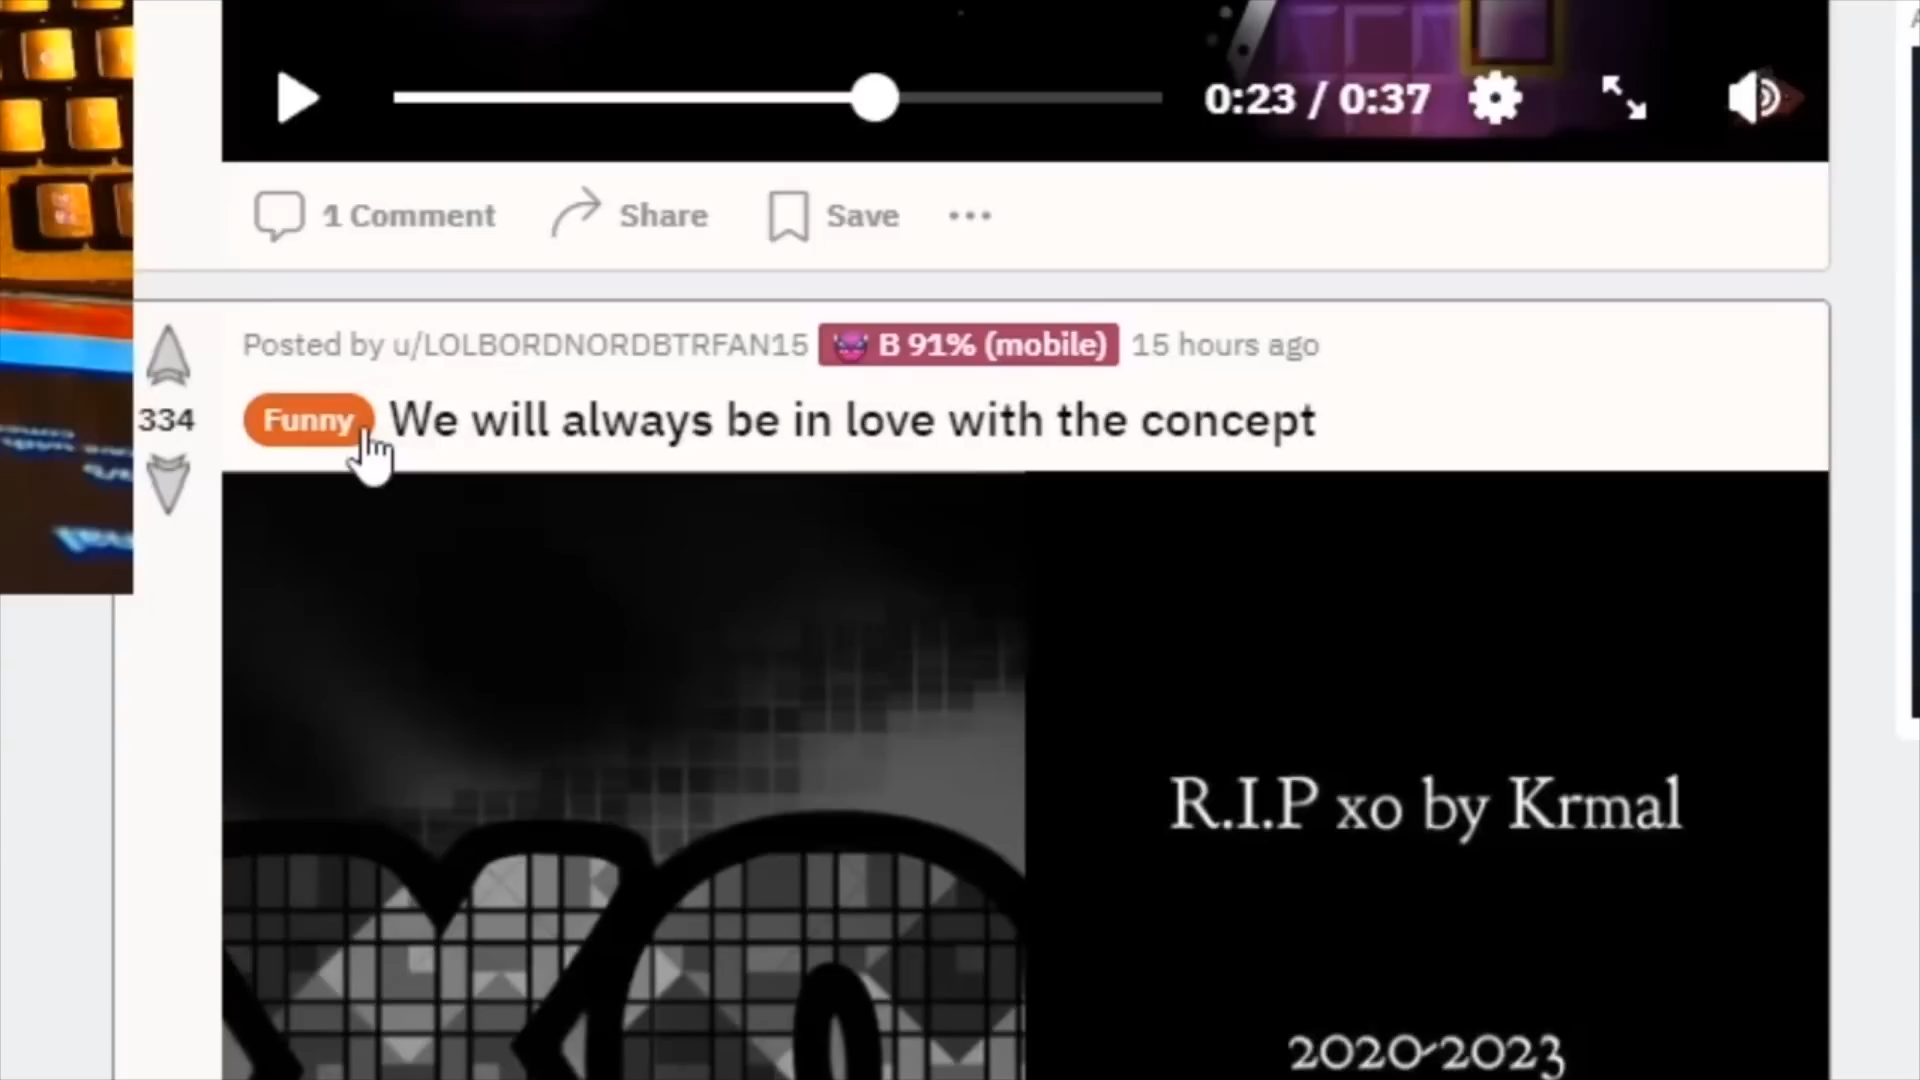 0:23 / 0:37
1 Comment
Share
Save
Posted by u/LOLBORDNORDBTRFAN15
B 91% (mobile)
15 hours ago
334
Funny
We will always be in love with the concept
R.I.P xo by Krmal
2020-2023